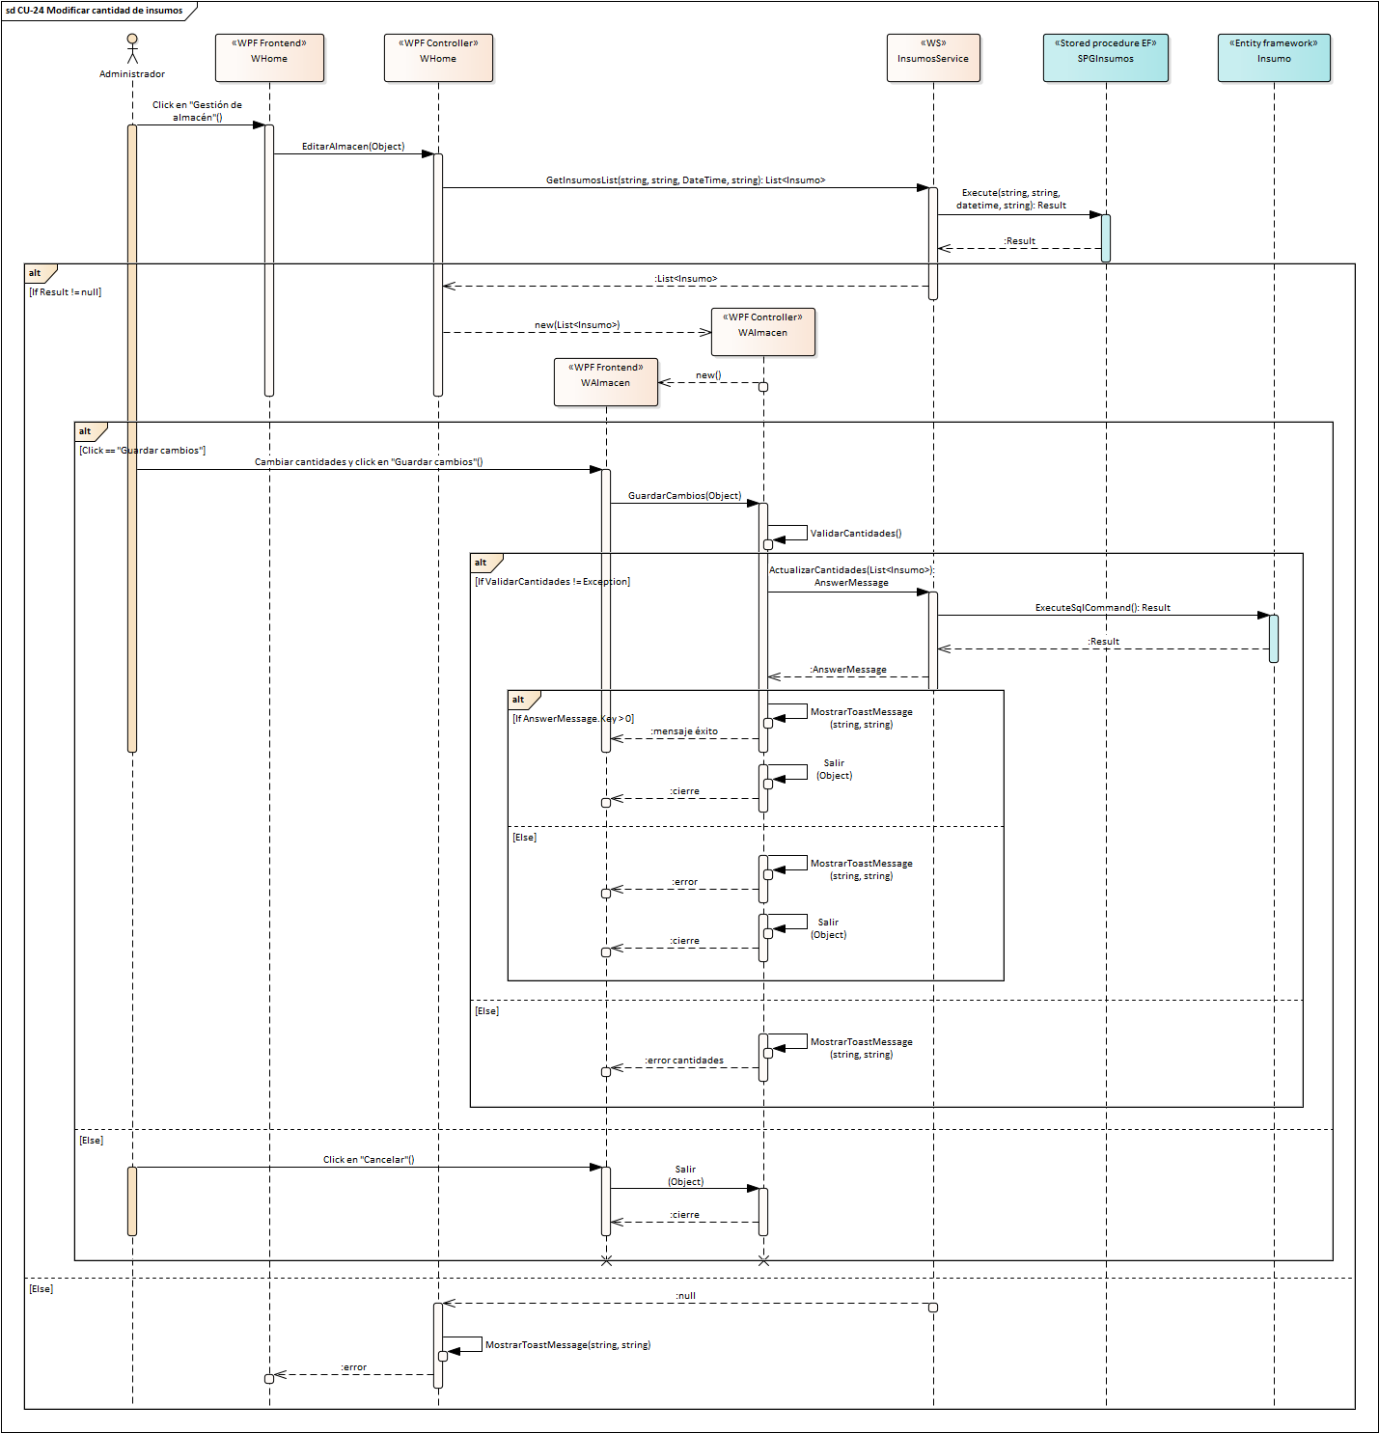 sd CU-24 Modificar cantidad de insumos
Administrador
«WPF Frontend»
WHome
«WPF Controller»
WHome
«WS»
InsumosService
«Stored procedure EF»
SPGInsumos
«Entity framework»
Insumo
Click en "Gestión de
almacén"()
EditarAlmacen(Object)
GetInsumosList(string, string, DateTime, string): List<Insumo>
Execute(string, string,
datetime, string): Result
:Result
alt
[If Result != null]
:List<Insumo>
new(List<Insumo>)
«WPF Controller»
WAlmacen
«WPF Frontend»
WAlmacen
new()
alt
[Click == "Guardar cambios"]
Cambiar cantidades y click en "Guardar cambios"()
GuardarCambios(Object)
ValidarCantidades()
alt
[If ValidarCantidades != Exception]
ActualizarCantidades(List<Insumo>):
AnswerMessage
ExecuteSqlCommand(): Result
:Result
:AnswerMessage
alt
[If AnswerMessage.Key > 0]
MostrarToastMessage
(string, string)
:mensaje éxito
Salir
(Object)
:cierre
[Else]
MostrarToastMessage
(string, string)
:error
Salir
(Object)
:cierre
[Else]
MostrarToastMessage
(string, string)
:error cantidades
[Else]
Click en "Cancelar"()
Salir
(Object)
:cierre
[Else]
:null
MostrarToastMessage(string, string)
:error